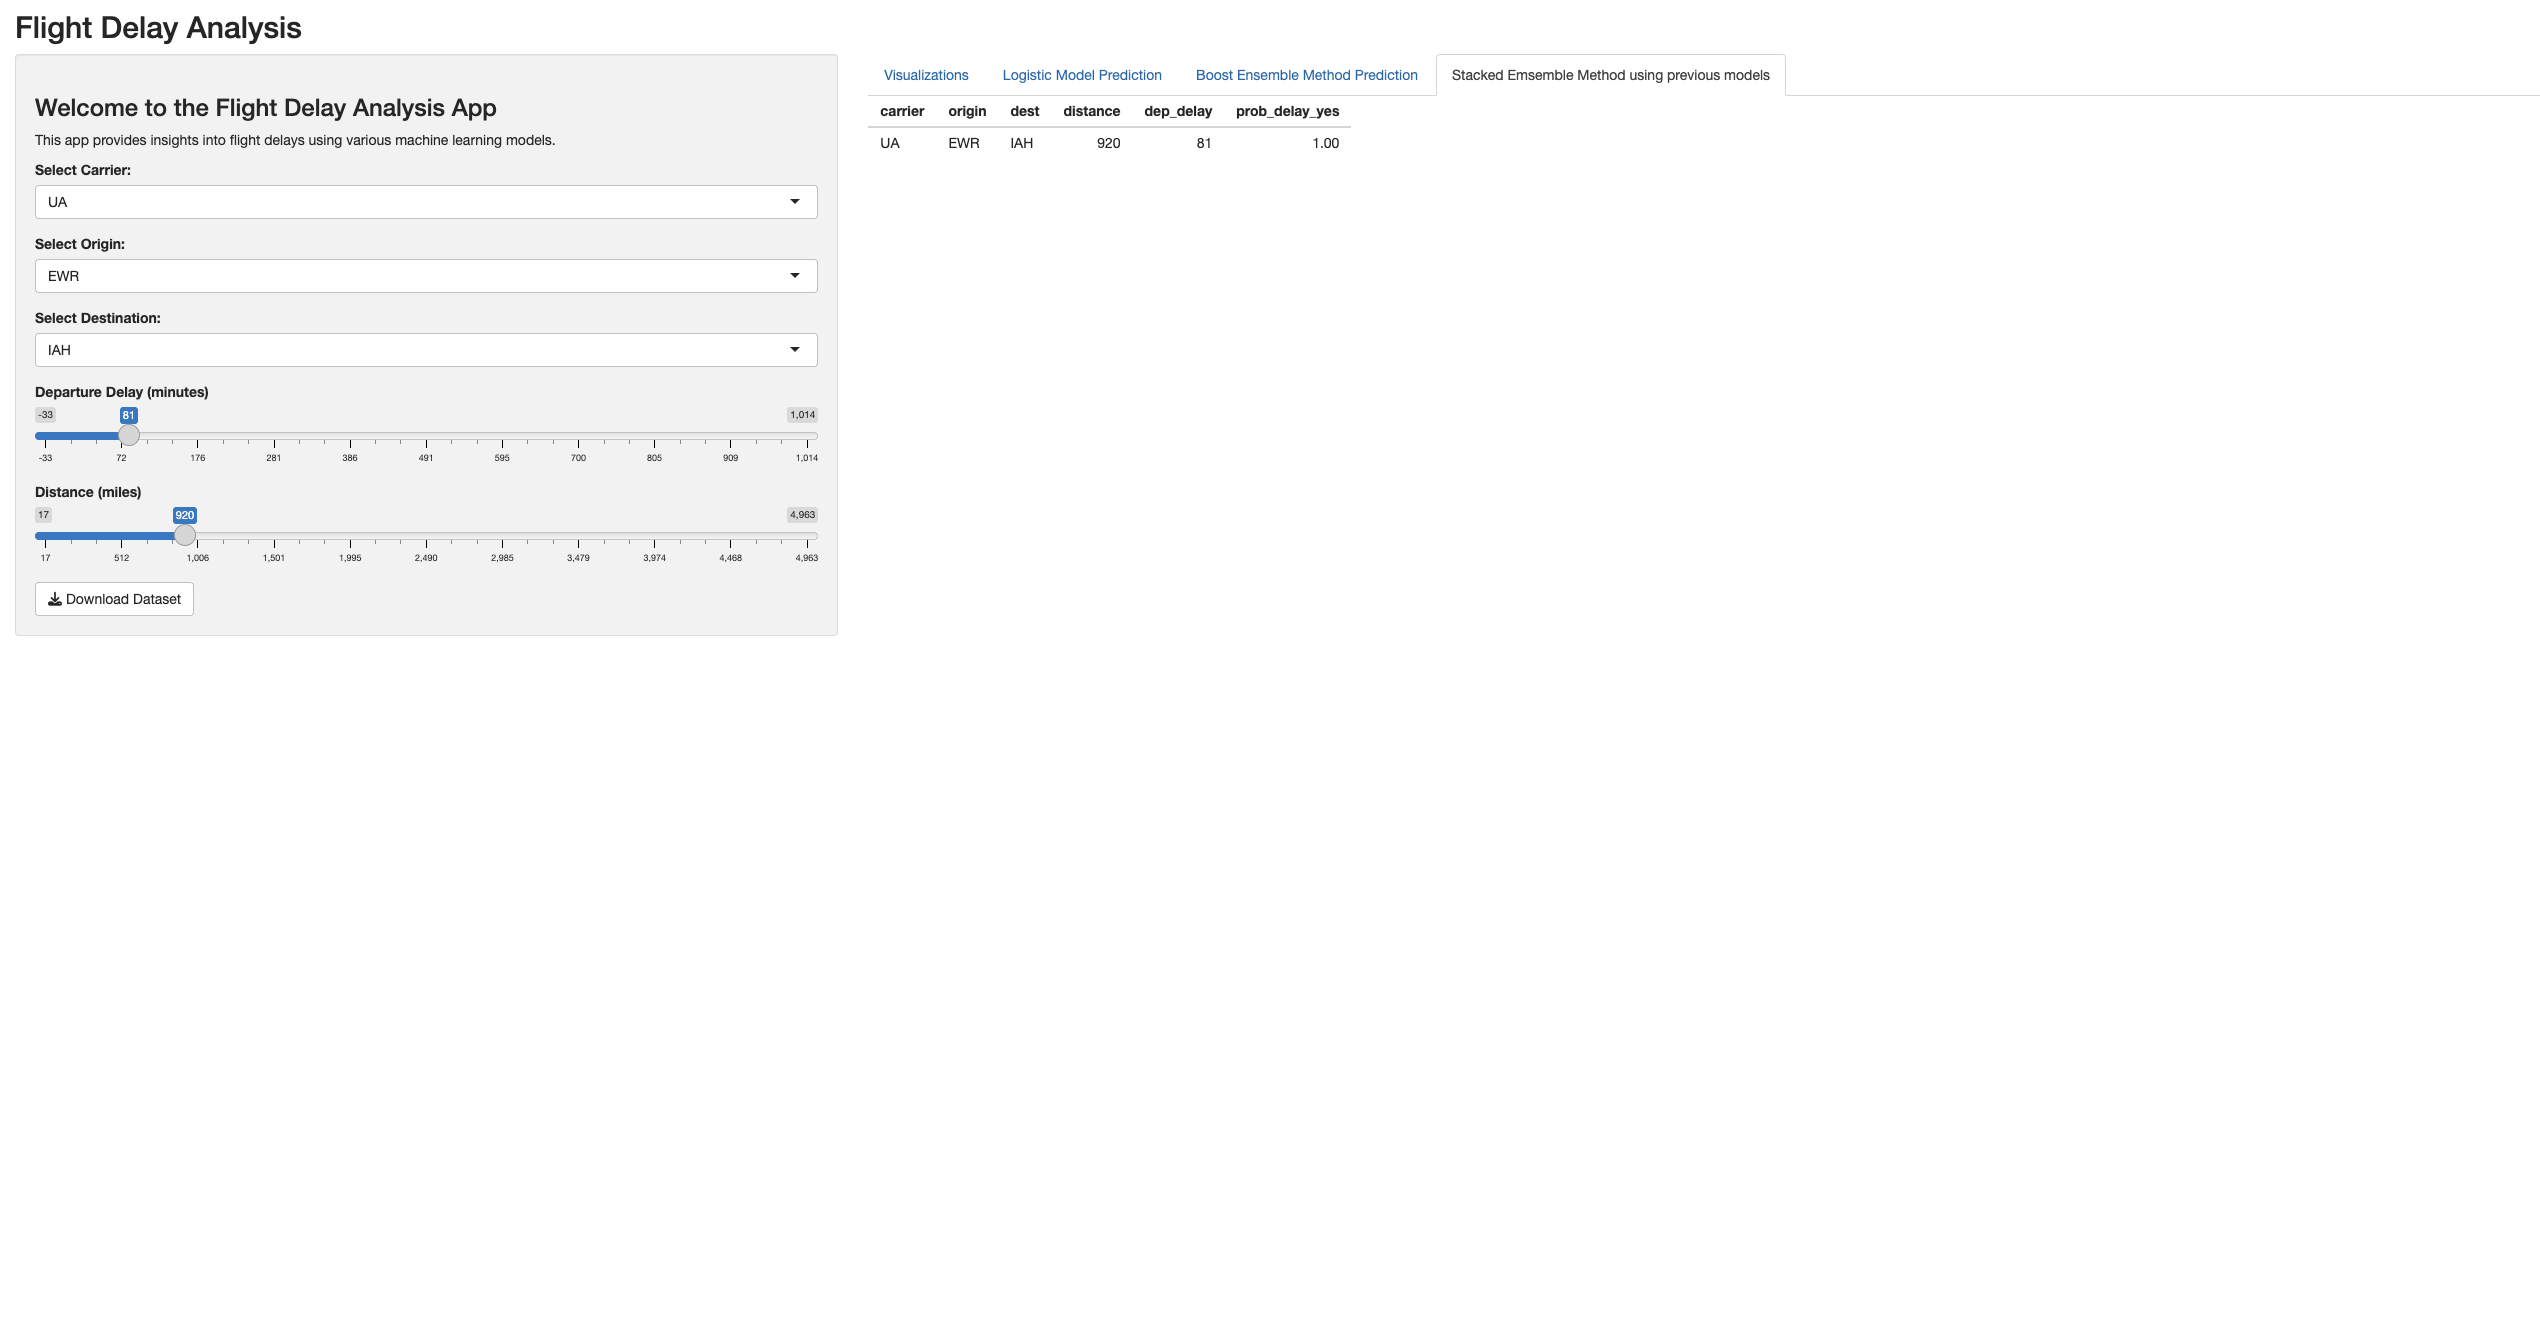 Flight Delay Analysis
Welcome to the Flight Delay Analysis App
This app provides insights into flight delays using various machine learning models.
Select Carrier:
UA
Select Origin:
EWR
Select Destination:
IAH
Departure Delay (minutes)
-33 81 1,014
-33 72 176 281 386 491 595 700 805 909 1,014
Distance (miles)
17 920 4,963
17 512 1,006 1,501 1,995 2,490 2,985 3,479 3,974 4,468 4,963
Download Dataset
Visualizations Logistic Model Prediction Boost Ensemble Method Prediction Stacked Emsemble Method using previous models
carrier origin dest distance dep_delay prob_delay_yes
UA EWR IAH 920 81 1.00